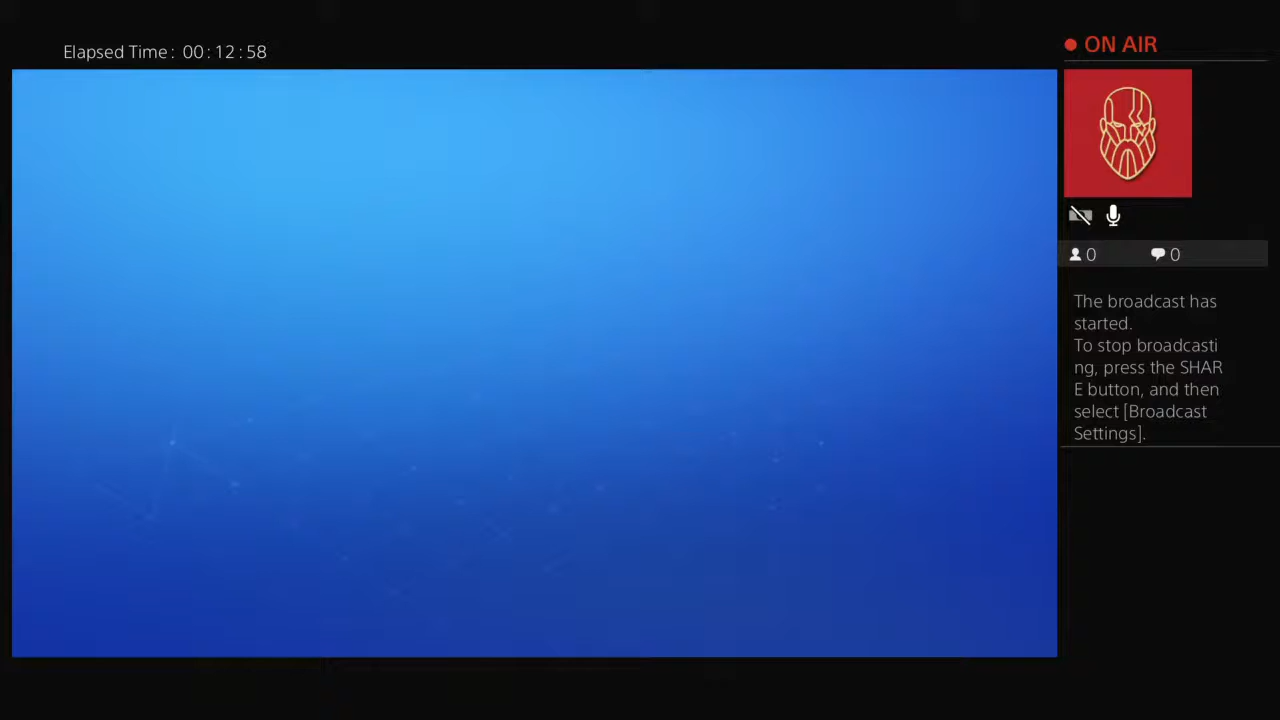 Elapsed Time: 00:12:58
ON AIR
0 0
The broadcast has
started.
To stop broadcasti
ng, press the SHAR
E button, and then
select [Broadcast
Settings].